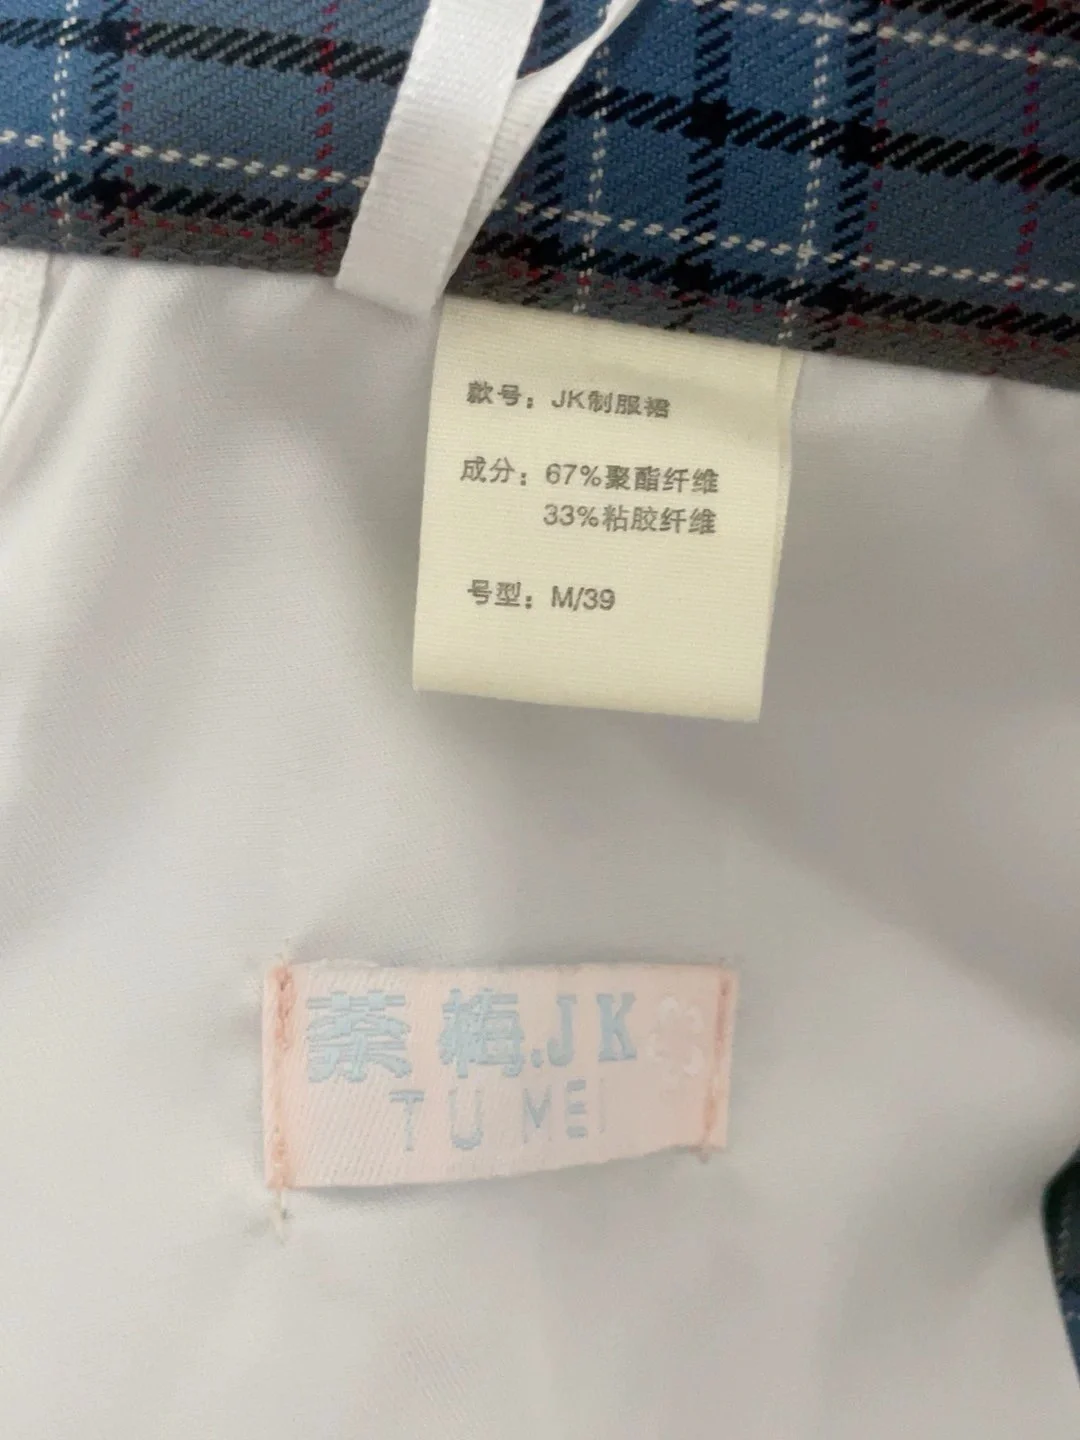 款号：JK制服裙
成分：67%聚酯纤维
33%粘胶纤维
号型：M/39
梅.JK
TU MEI